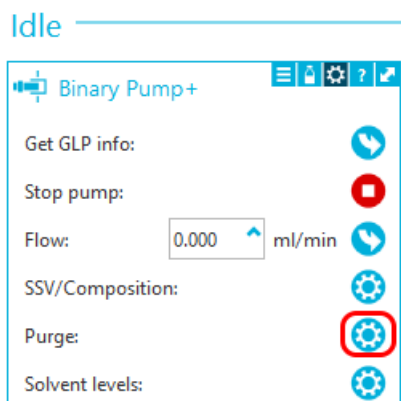 Idle
Binary Pump+
?
Get GLP info:
Stop pump:
Flow: 0.000 ml/min
SSV/Composition:
Purge:
Solvent levels: